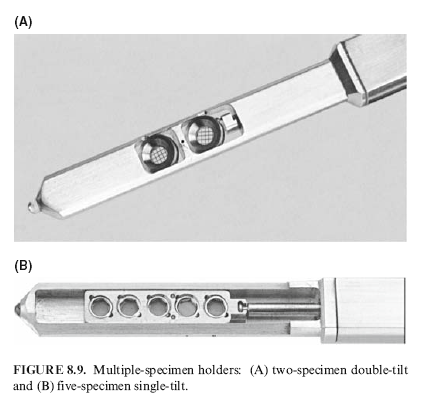 (A)
(B)
FIGURE 8.9. Multiple-specimen holders: (A) two-specimen double-tilt
and (B) five-specimen single-tilt.